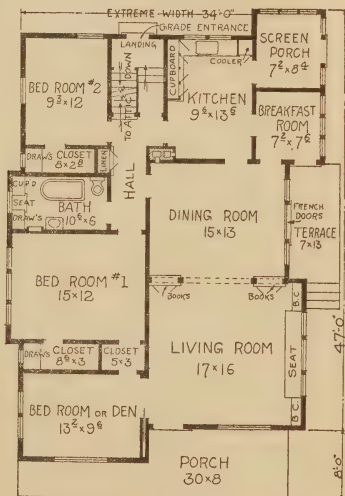 EXTREME WIDTH 34'-0"
GRADE ENTRANCE
LANDING
DOWN
TO ATTIC
CUPBOARD
COOLER
SCREEN
PORCH
7² x 8⁴
BED ROOM #2
9³ x 12
KITCHEN
9⁶ x 13⁶
BREAKFAST
ROOM
7² x 7⁶
DRAW'S
CLOSET
8 x 2⁸
LINEN
HALL
CUP'D
SEAT
DRAW'S
BATH
10⁶ x 6
DINING ROOM
15 x 13
FRENCH
DOORS
TERRACE
7 x 13
BED ROOM #1
15 x 12
BOOKS
BOOKS
B.C
LIVING ROOM
17 x 16
SEAT
B.C
47'-0"
DRAW'S
CLOSET
8⁶ x 3
CLOSET
5 x 3
BED ROOM OR DEN
13² x 9⁶
PORCH
30 x 8
8'-0"